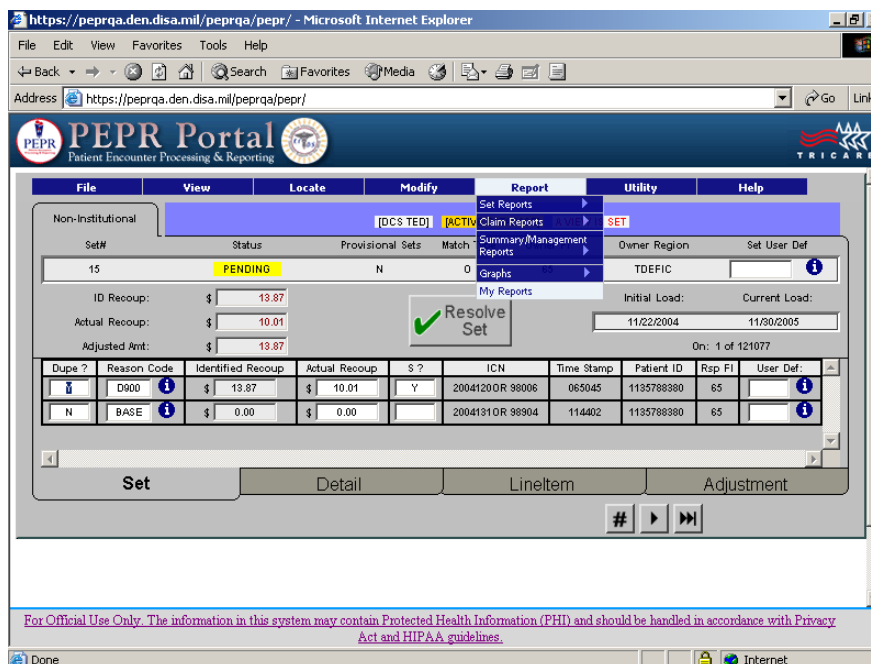 https://peprqa.den.disa.mil/peprqa/pepr/ - Microsoft Internet Explorer
File Edit View Favorites Tools Help
Back Search Favorites Media
Address https://peprqa.den.disa.mil/peprqa/pepr/ Go Link
PEPR PEPR Portal
Patient Encounter Processing & Reporting
TRICARE
File View Locate Modify Report Utility Help
Set Reports
Claim Reports
Summary/Management
Reports
Graphs
My Reports
Non-Institutional [DCS TED] [ACTIV SET
Set# Status Provisional Sets Match Owner Region Set User Def
15 PENDING N 0 65 TDEFIC
ID Recoup: $ 13.87 Initial Load: Current Load:
Actual Recoup: $ 10.01 Resolve Set 11/22/2004 11/30/2005
Adjusted Amt: $ 13.87 On: 1 of 121077
Dupe ? Reason Code Identified Recoup Actual Recoup S ? ICN Time Stamp Patient ID Rsp FI User Def:
Y D900 $ 13.87 $ 10.01 Y 2004120OR 98006 065045 1135788380 65
N BASE $ 0.00 $ 0.00 2004131OR 98904 114402 1135788380 65
Set Detail LineItem Adjustment
#
For Official Use Only. The information in this system may contain Protected Health Information (PHI) and should be handled in accordance with Privacy
Act and HIPAA guidelines.
Done Internet